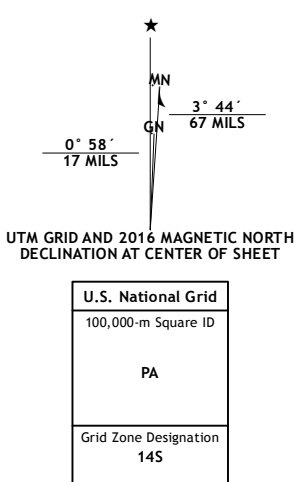 ★
MN
GN
3° 44´
67 MILS
0° 58´
17 MILS
UTM GRID AND 2016 MAGNETIC NORTH
DECLINATION AT CENTER OF SHEET
U.S. National Grid
100,000-m Square ID
PA
Grid Zone Designation
14S